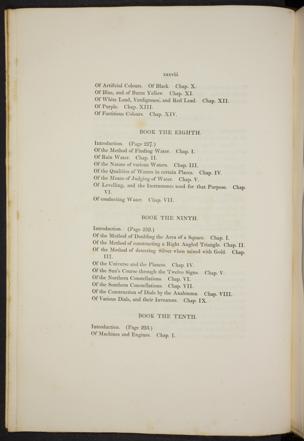 xxxvii
Of Artificial Colours. Of Black. Chap. X.
Of Blue, and of Burnt Yellow. Chap. XI.
Of White Lead, Verdigrease, and Red Lead. Chap. XII.
Of Purple. Chap. XIII.
Of Factitious Colours. Chap. XIV.
BOOK THE EIGHTH.
Introduction. (Page 227.)
Of the Method of Finding Water. Chap. I.
Of Rain Water. Chap. II.
Of the Nature of various Waters. Chap. III.
Of the Qualities of Waters in certain Places. Chap. IV.
Of the Means of Judging of Water. Chap. V.
Of Levelling, and the Instruments used for that Purpose. Chap.
VI.
Of conducting Water. Chap. VII.
BOOK THE NINTH.
Introduction. (Page
Of the Method of Doubling the Area of a Square. Chap. I.
Of the Method of constructing a Right Angled Triangle. Chap. II.
Of the Method of detecting Silver when mixed with Gold. Chap.
III.
Of the Universe and the Planets. Chap. IV.
Of the Sun's Course through the Twelve Signs. Chap. V.
Of the Northern Constellations. Chap. VI.
Of the Southern Constellations. Chap. VII.
Of the Construction of Dials by the Analemma. Chap. VIII.
Of Various Dials, and their Inventors. Chap. IX.
BOOK THE TENTH.
Introduction. (Page
Of Machines and Engines. Chap. I.